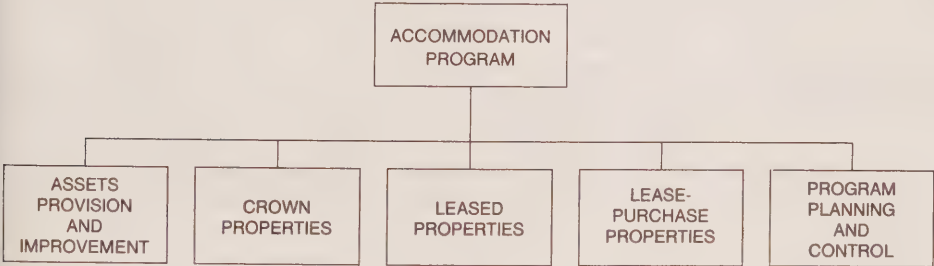 ACCOMMODATION
PROGRAM
ASSETS
PROVISION
AND
IMPROVEMENT
CROWN
PROPERTIES
LEASED
PROPERTIES
LEASE-
PURCHASE
PROPERTIES
PROGRAM
PLANNING
AND
CONTROL